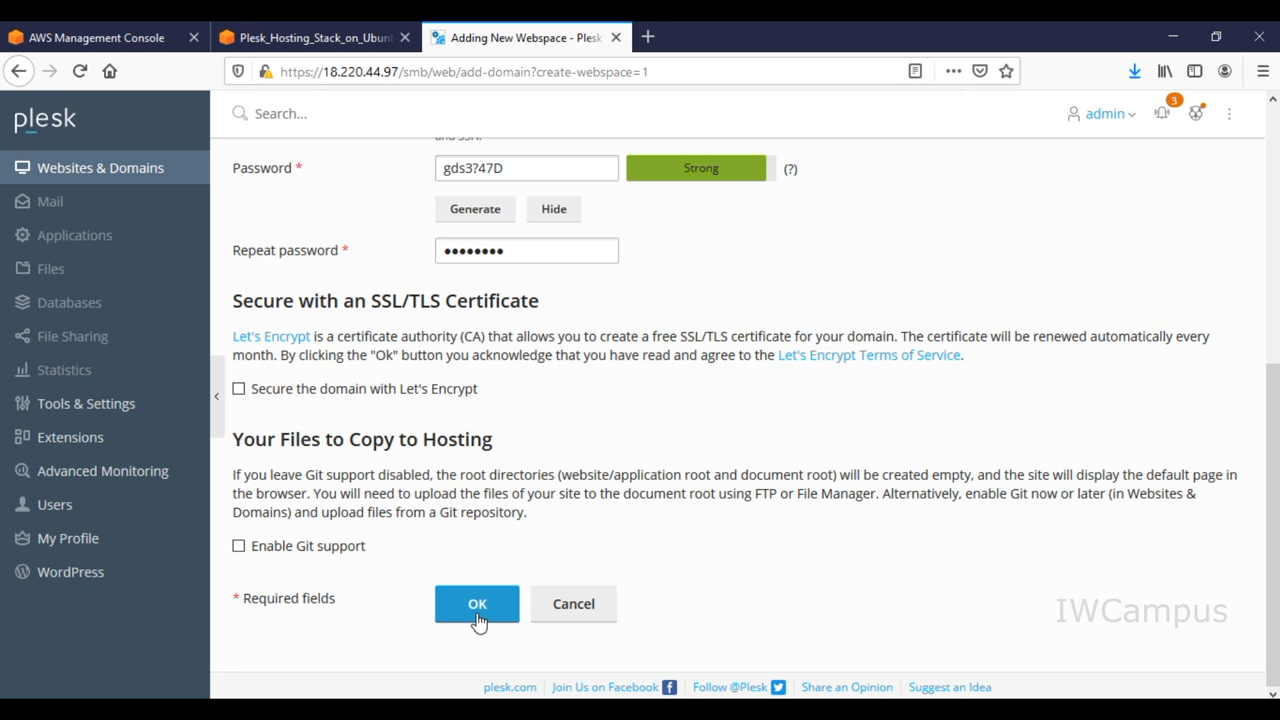 AWS Management Console
Plesk_Hosting_Stack_on_Ubun
Adding New Webspace - Plesk
https://18.220.44.97/smb/web/add-domain?create-webspace=1
plesk
Search...
admin
3
Websites & Domains
Mail
Applications
Files
Databases
File Sharing
Statistics
Tools & Settings
Extensions
Advanced Monitoring
Users
My Profile
WordPress
and SSH.
Password *
gds3?47D
Strong
(?)
Generate
Hide
Repeat password *
••••••••
Secure with an SSL/TLS Certificate
Let's Encrypt is a certificate authority (CA) that allows you to create a free SSL/TLS certificate for your domain. The certificate will be renewed automatically every
month. By clicking the "Ok" button you acknowledge that you have read and agree to the Let's Encrypt Terms of Service.
Secure the domain with Let's Encrypt
Your Files to Copy to Hosting
If you leave Git support disabled, the root directories (website/application root and document root) will be created empty, and the site will display the default page in
the browser. You will need to upload the files of your site to the document root using FTP or File Manager. Alternatively, enable Git now or later (in Websites &
Domains) and upload files from a Git repository.
Enable Git support
* Required fields
OK
Cancel
IWCampus
plesk.com
Join Us on Facebook
Follow @Plesk
Share an Opinion
Suggest an Idea